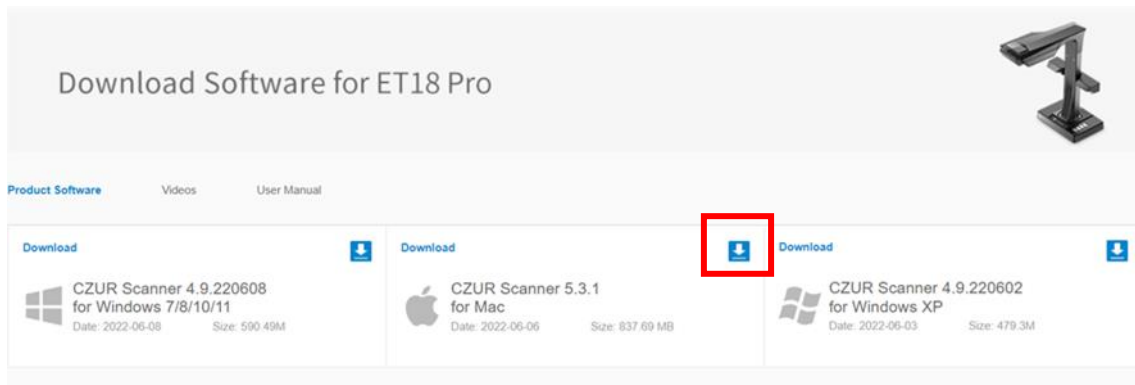 Download Software for ET18 Pro
Product Software Videos User Manual
Download
CZUR Scanner 4.9.220608
for Windows 7/8/10/11
Date: 2022-06-08 Size: 590.49M
Download
CZUR Scanner 5.3.1
for Mac
Date: 2022-06-06 Size: 837.69 MB
Download
CZUR Scanner 4.9.220602
for Windows XP
Date: 2022-06-03 Size: 479.3M